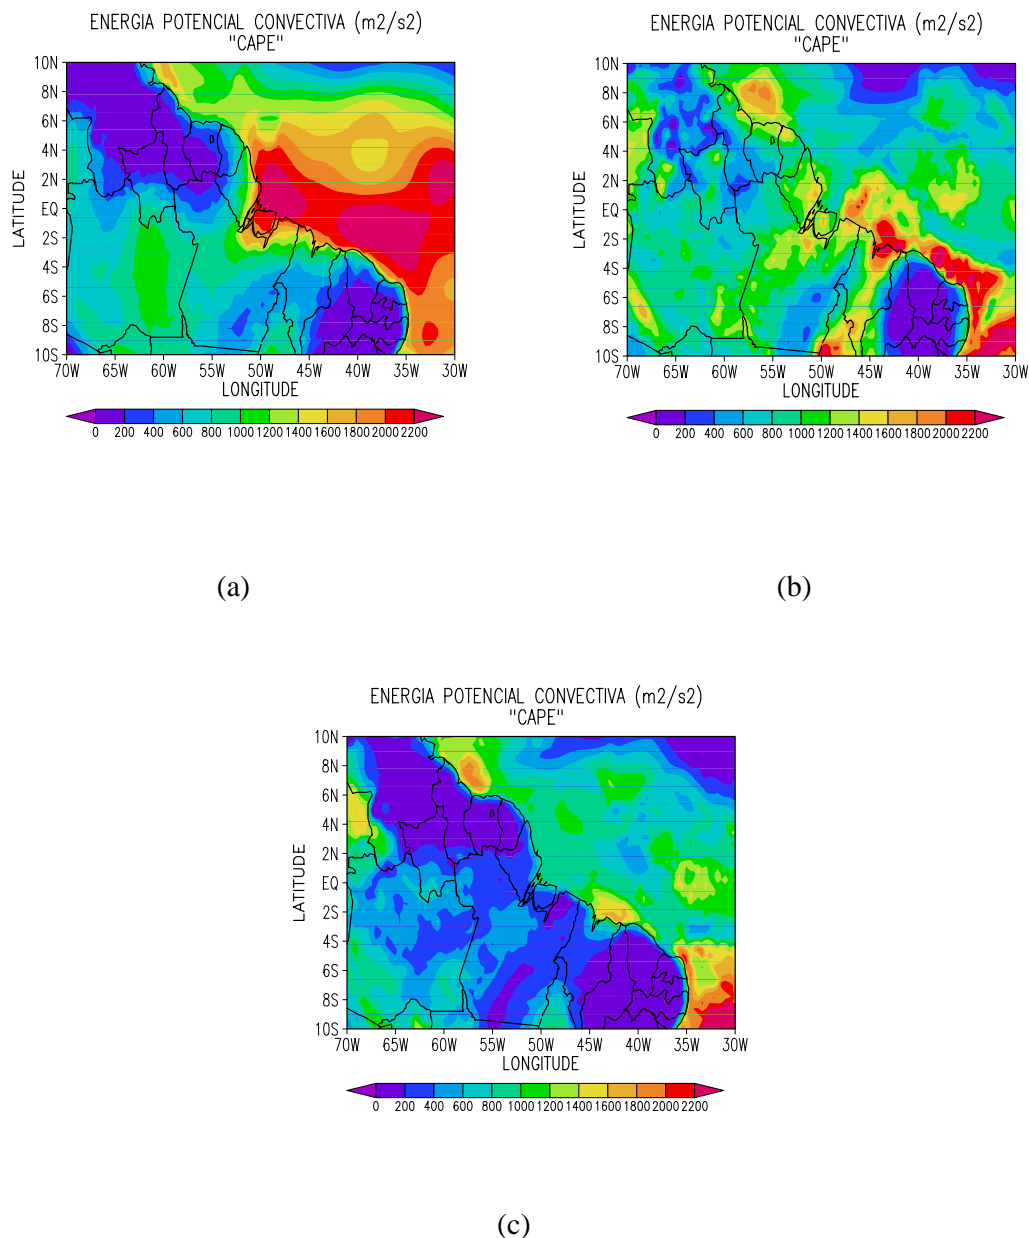 ENERGIA POTENCIAL CONVECTIVA (m2/s2)
"CAPE"
10N
8N
6N
4N
2N
EQ
2S
4S
6S
8S
10S
LATITUDE
70W 65W 60W 55W 50W 45W 40W 35W 30W
LONGITUDE
0 200 400 600 800 1000 1200 1400 1600 1800 2000 2200
(a)
ENERGIA POTENCIAL CONVECTIVA (m2/s2)
"CAPE"
10N
8N
6N
4N
2N
EQ
2S
4S
6S
8S
10S
LATITUDE
70W 65W 60W 55W 50W 45W 40W 35W 30W
LONGITUDE
0 200 400 600 800 1000 1200 1400 1600 1800 2000 2200
(b)
ENERGIA POTENCIAL CONVECTIVA (m2/s2)
"CAPE"
10N
8N
6N
4N
2N
EQ
2S
4S
6S
8S
10S
LATITUDE
70W 65W 60W 55W 50W 45W 40W 35W 30W
LONGITUDE
0 200 400 600 800 1000 1200 1400 1600 1800 2000 2200
(c)